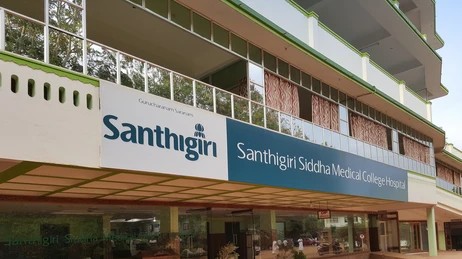 Gurucharanam Saranam
Santhigiri
Santhigiri Siddha Medical College Hospital